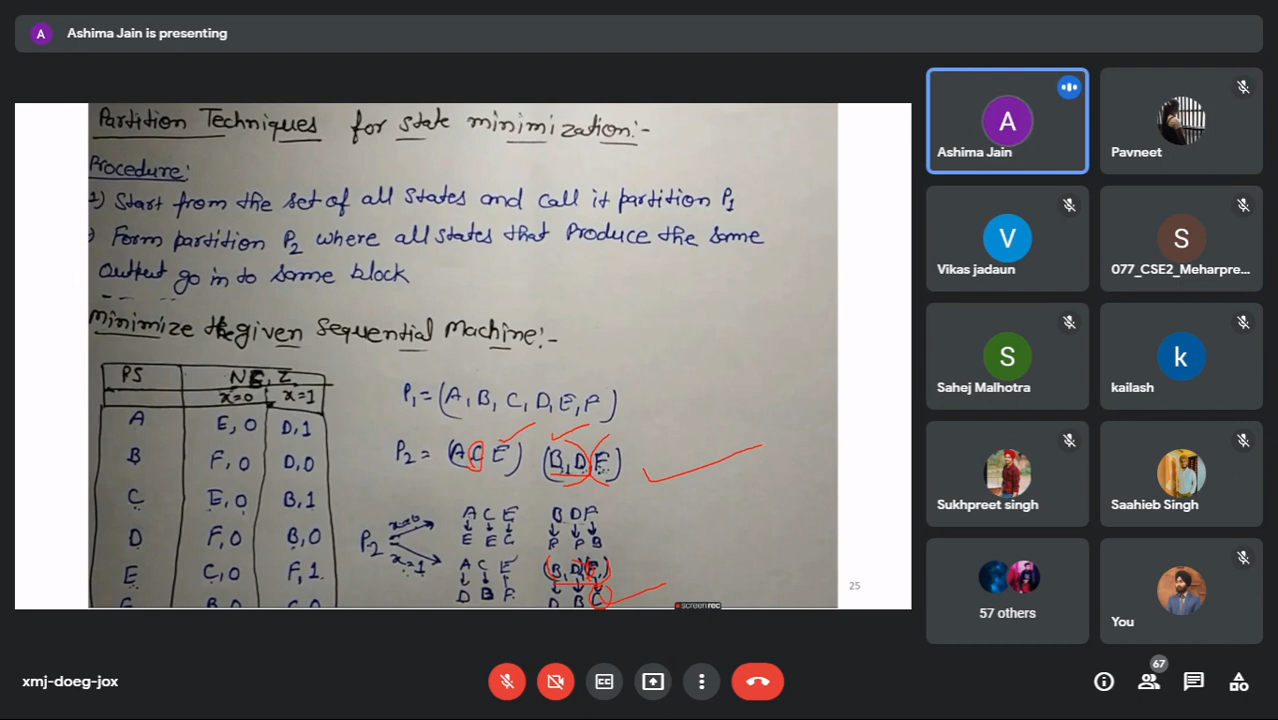 A Ashima Jain is presenting
Partition Techniques for state minimization:-
Procedure:
1) Start from the set of all states and call it partition P1
) Form partition P2 where all states that produce the same
output go in to same block
Minimize the given Sequential Machine:-
PS NE, Z
x=0 x=1
A E, 0 D, 1
B F, 0 D, 0
C E, 0 B, 1
D F, 0 B, 0
E C, 0 F, 1
P1 = (A, B, C, D, E, F)
P2 = (A C E) (B, D F)
P2 x=0 x=1
A C E B D F
E E C F F B
A C E (B, D) (F,)
D B F D B C
25
screenrec
A
Ashima Jain
Pavneet
V
Vikas jadaun
S
077_CSE2_Meharpre...
S
Sahej Malhotra
k
kailash
Sukhpreet singh
Saahieb Singh
57 others
You
xmj-doeg-jox
CC
67